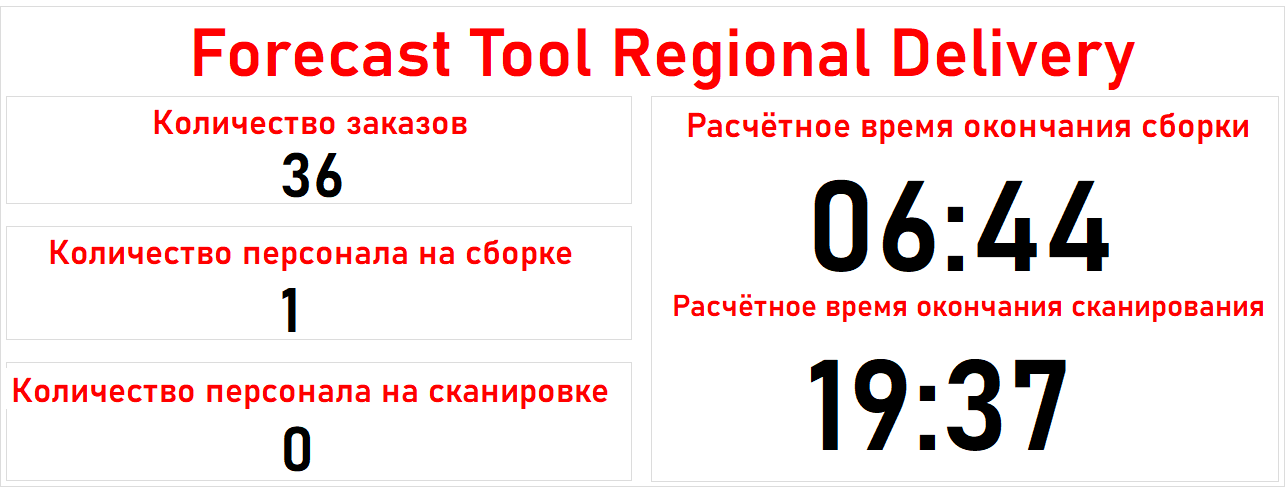 Forecast Tool Regional Delivery
Количество заказов
36
Количество персонала на сборке
1
Количество персонала на сканировке
0
Расчётное время окончания сборки
06:44
Расчётное время окончания сканирования
19:37